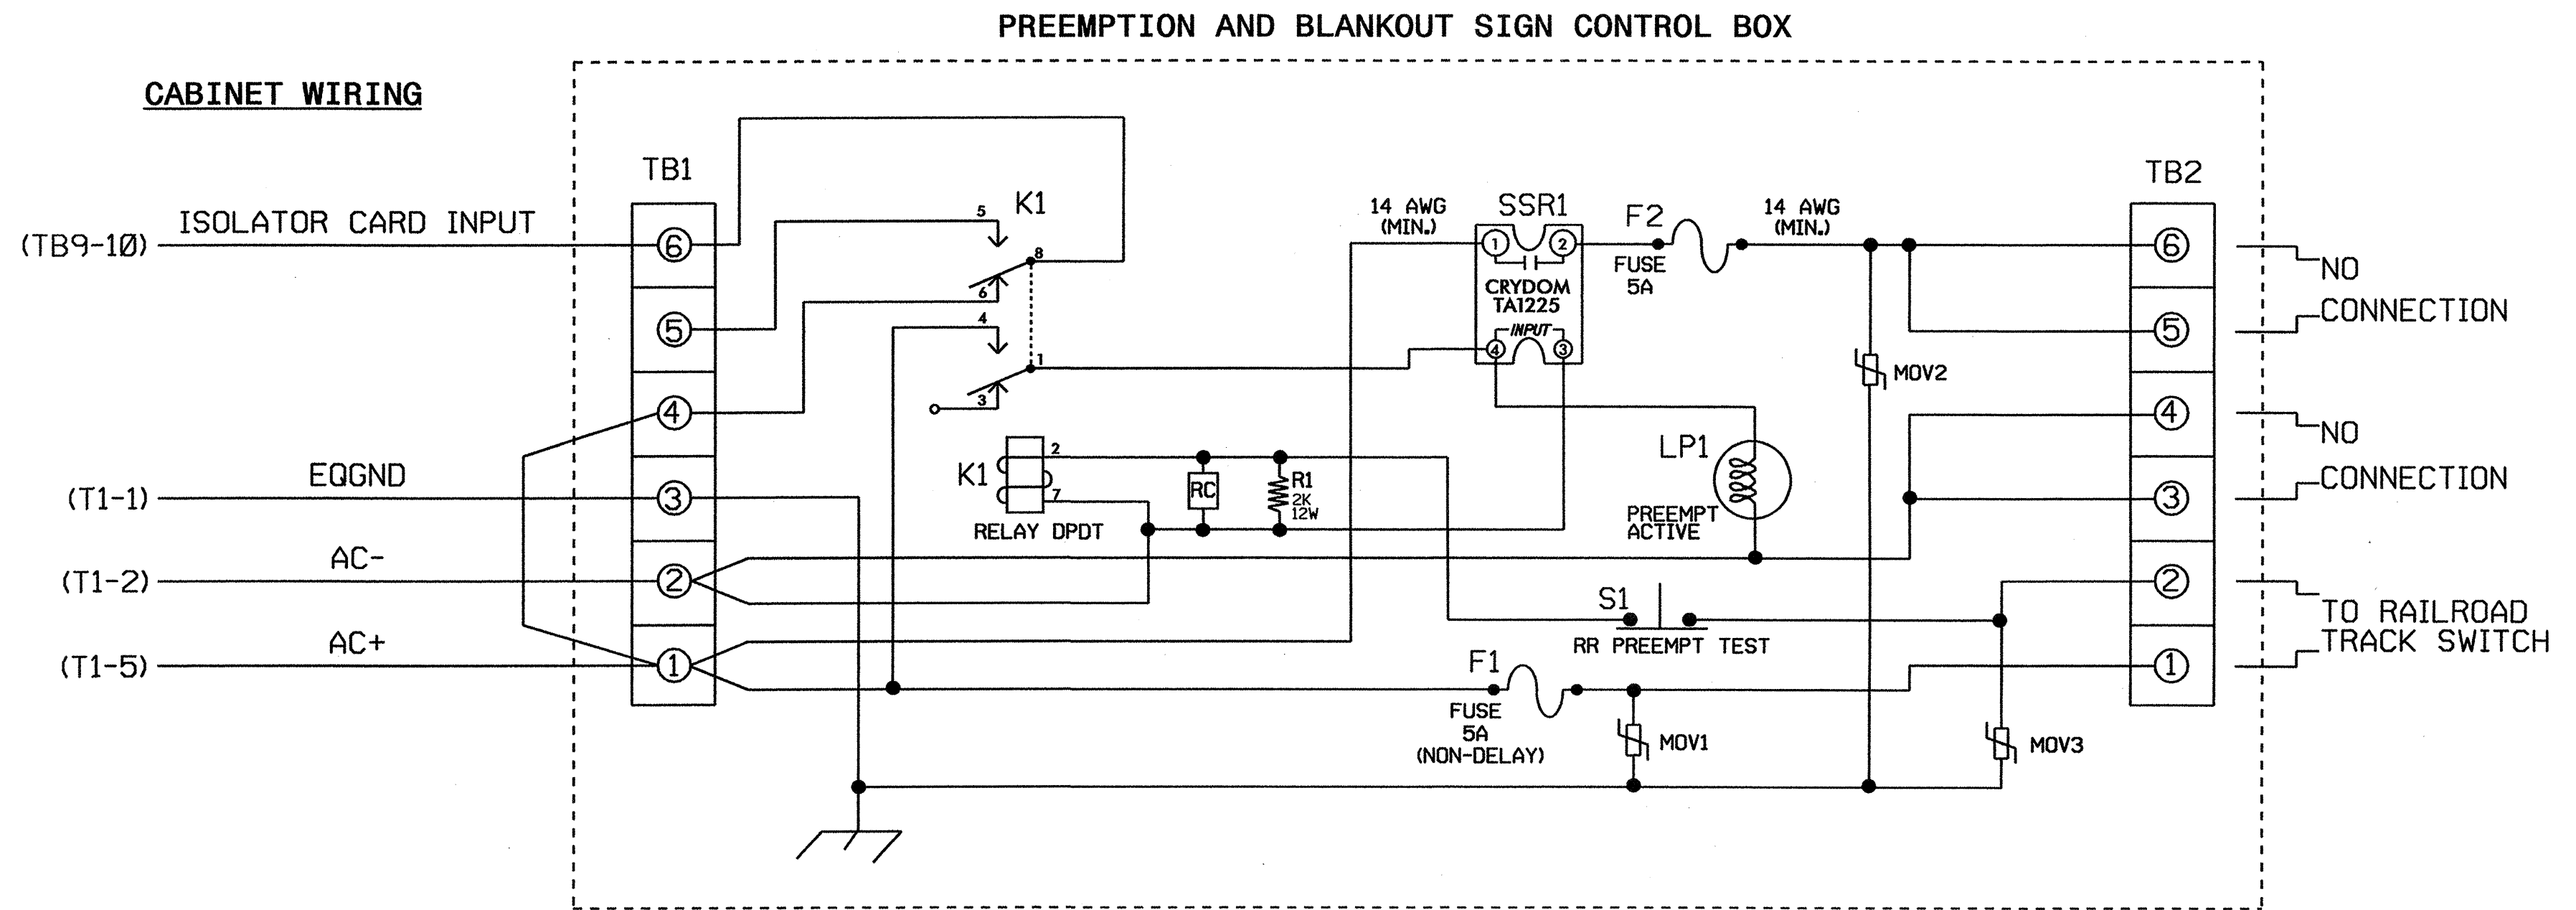 PREEMPTION AND BLANKOUT SIGN CONTROL BOX
CABINET WIRING
TB1
6
5
4
3
2
1
(TB9-10)
ISOLATOR CARD INPUT
(T1-1)
EQGND
(T1-2)
AC-
(T1-5)
AC+
K1
5
8
6
4
1
3
K1
2
7
RELAY DPDT
RC
R1
2K
12W
14 AWG
(MIN.)
SSR1
1
2
CRYDOM
TA1225
INPUT
4
3
F2
FUSE
5A
14 AWG
(MIN.)
MOV2
LP1
PREEMPT
ACTIVE
S1
RR PREEMPT TEST
F1
FUSE
5A
(NON-DELAY)
MOV1
MOV3
TB2
6
5
4
3
2
1
NO
CONNECTION
NO
CONNECTION
TO RAILROAD
TRACK SWITCH